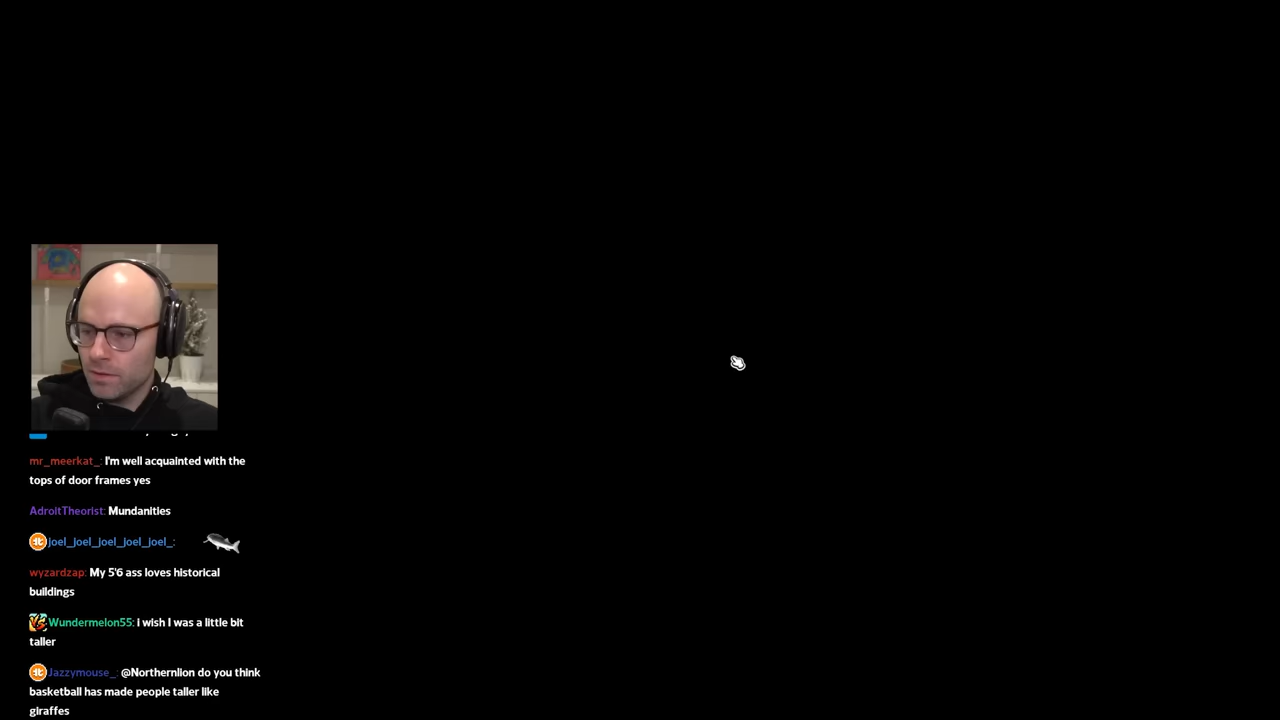 mr_meerkat_: I'm well acquainted with the
tops of door frames yes
AdroitTheorist: Mundanities
joel_joel_joel_joel_joel_:
wyzardzap: My 5'6 ass loves historical
buildings
Wundermelon55: i wish I was a little bit
taller
Jazzymouse_: @Northernlion do you think
basketball has made people taller like
giraffes